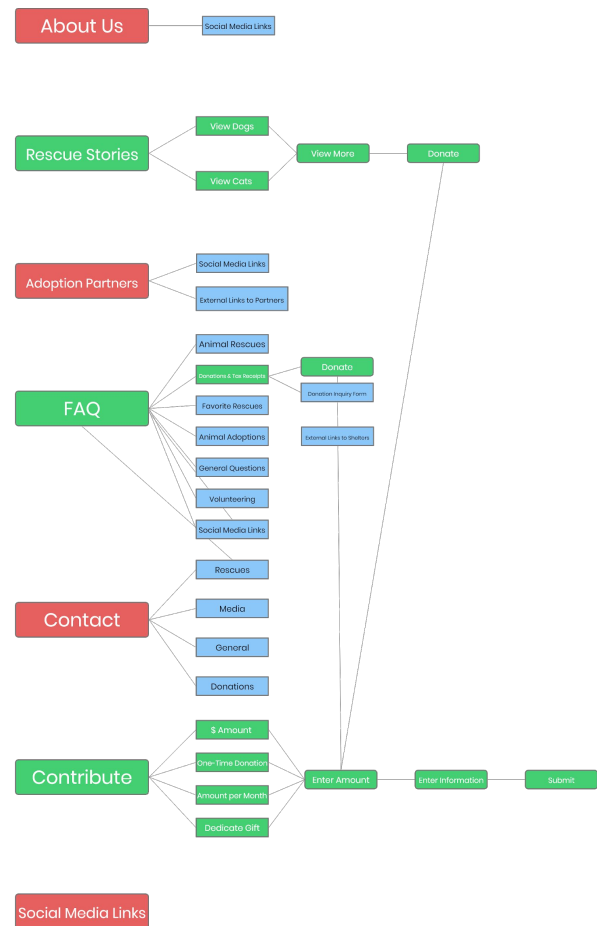 About Us
Social Media Links
Rescue Stories
View Dogs
View Cats
View More
Donate
Adoption Partners
Social Media Links
External Links to Partners
FAQ
Animal Rescues
Donations & Tax Receipts
Favorite Rescues
Animal Adoptions
General Questions
Volunteering
Social Media Links
Donate
Donation Inquiry Form
External Links to Shelters
Contact
Rescues
Media
General
Donations
Contribute
$ Amount
One-Time Donation
Amount per Month
Dedicate Gift
Enter Amount
Enter Information
Submit
Social Media Links